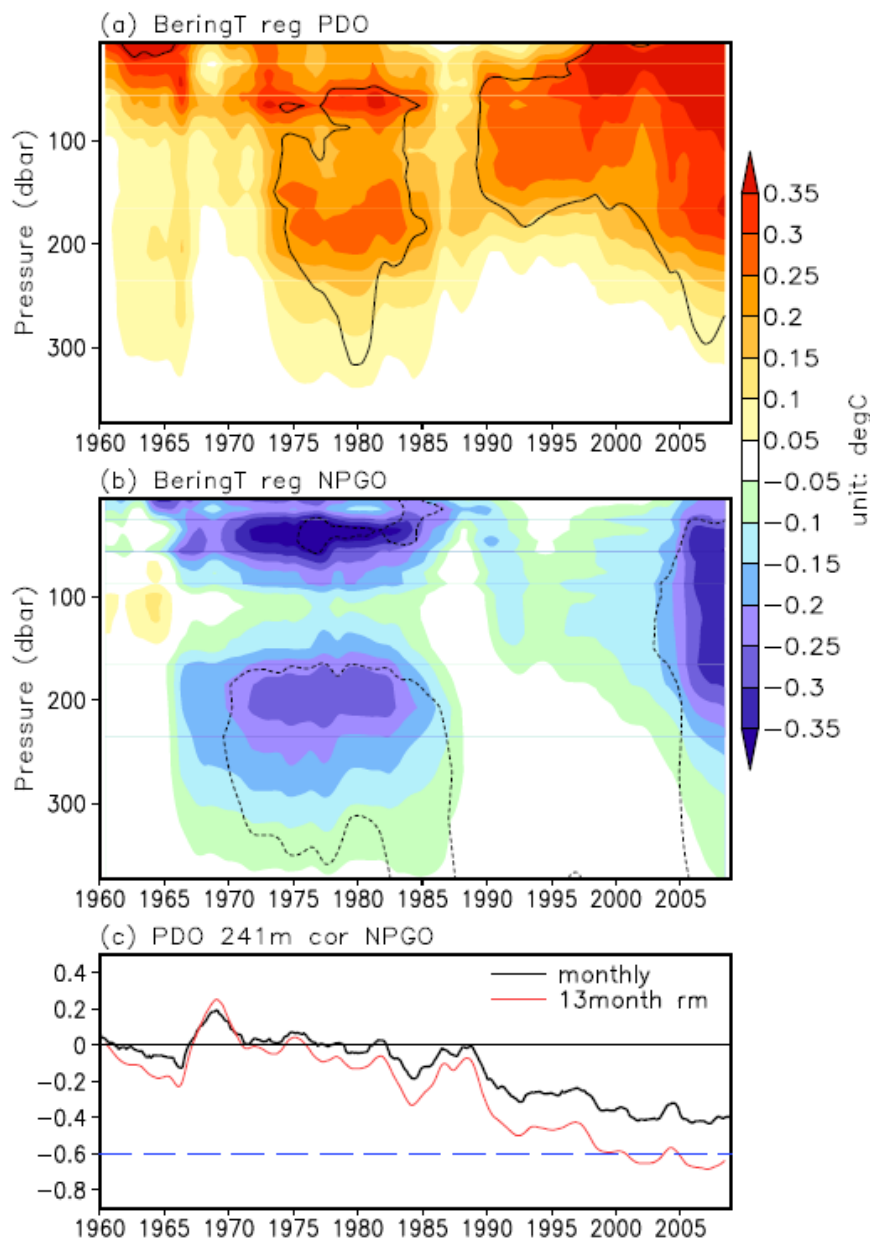 (a) BeringT reg PDO
Pressure (dbar)
100
200
300
1960 1965 1970 1975 1980 1985 1990 1995 2000 2005
(b) BeringT reg NPGO
Pressure (dbar)
100
200
300
1960 1965 1970 1975 1980 1985 1990 1995 2000 2005
0.35
0.3
0.25
0.2
0.15
0.1
0.05
-0.05
-0.1
-0.15
-0.2
-0.25
-0.3
-0.35
unit: degC
(c) PDO 241m cor NPGO
monthly
13month rm
0.4
0.2
0
-0.2
-0.4
-0.6
-0.8
1960 1965 1970 1975 1980 1985 1990 1995 2000 2005